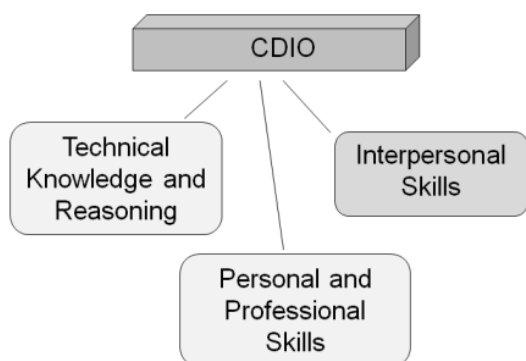 CDIO
Technical
Knowledge and
Reasoning
Interpersonal
Skills
Personal and
Professional
Skills